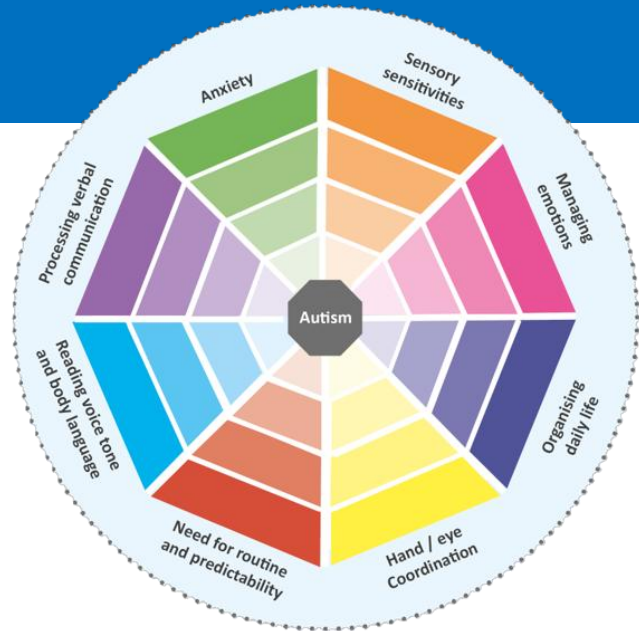 Anxiety
Sensory
sensitivities
Managing
emotions
Organising
daily life
Hand / eye
Coordination
Need for routine
and predictability
Reading voice tone
and body language
Processing verbal
communication
Autism